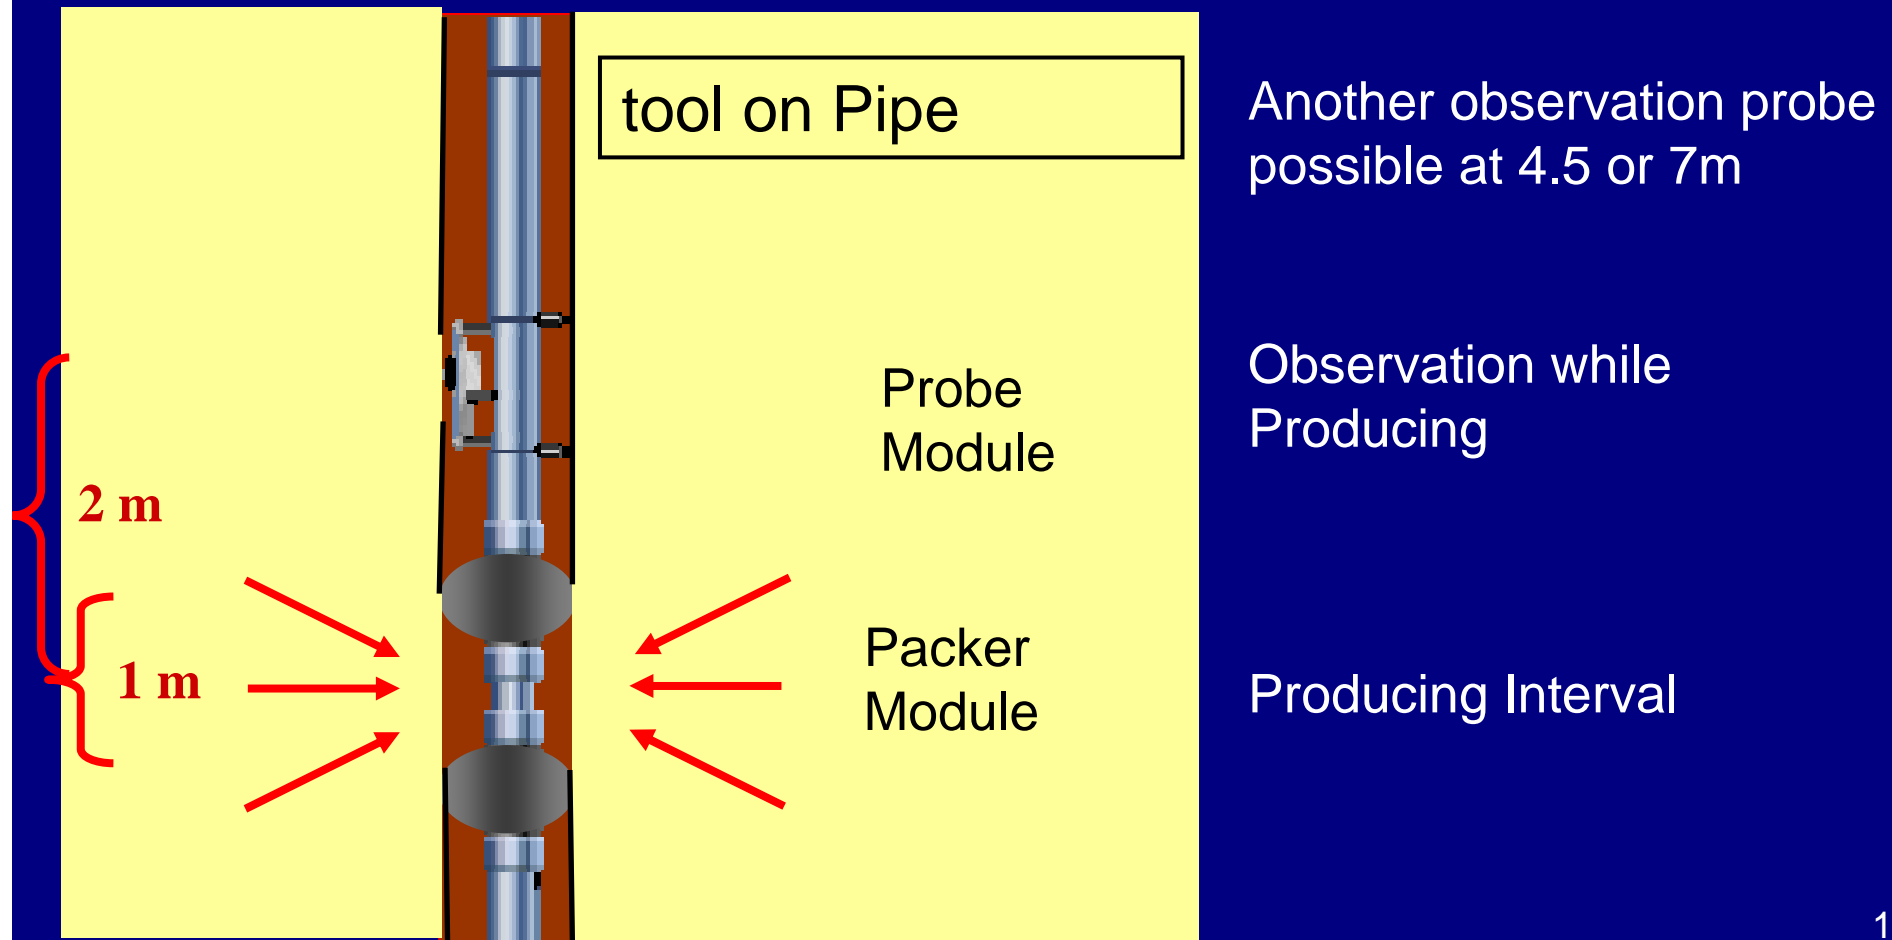 tool on Pipe
Another observation probe
possible at 4.5 or 7m
Probe
Module
Observation while
Producing
2 m
1 m
Packer
Module
Producing Interval
1